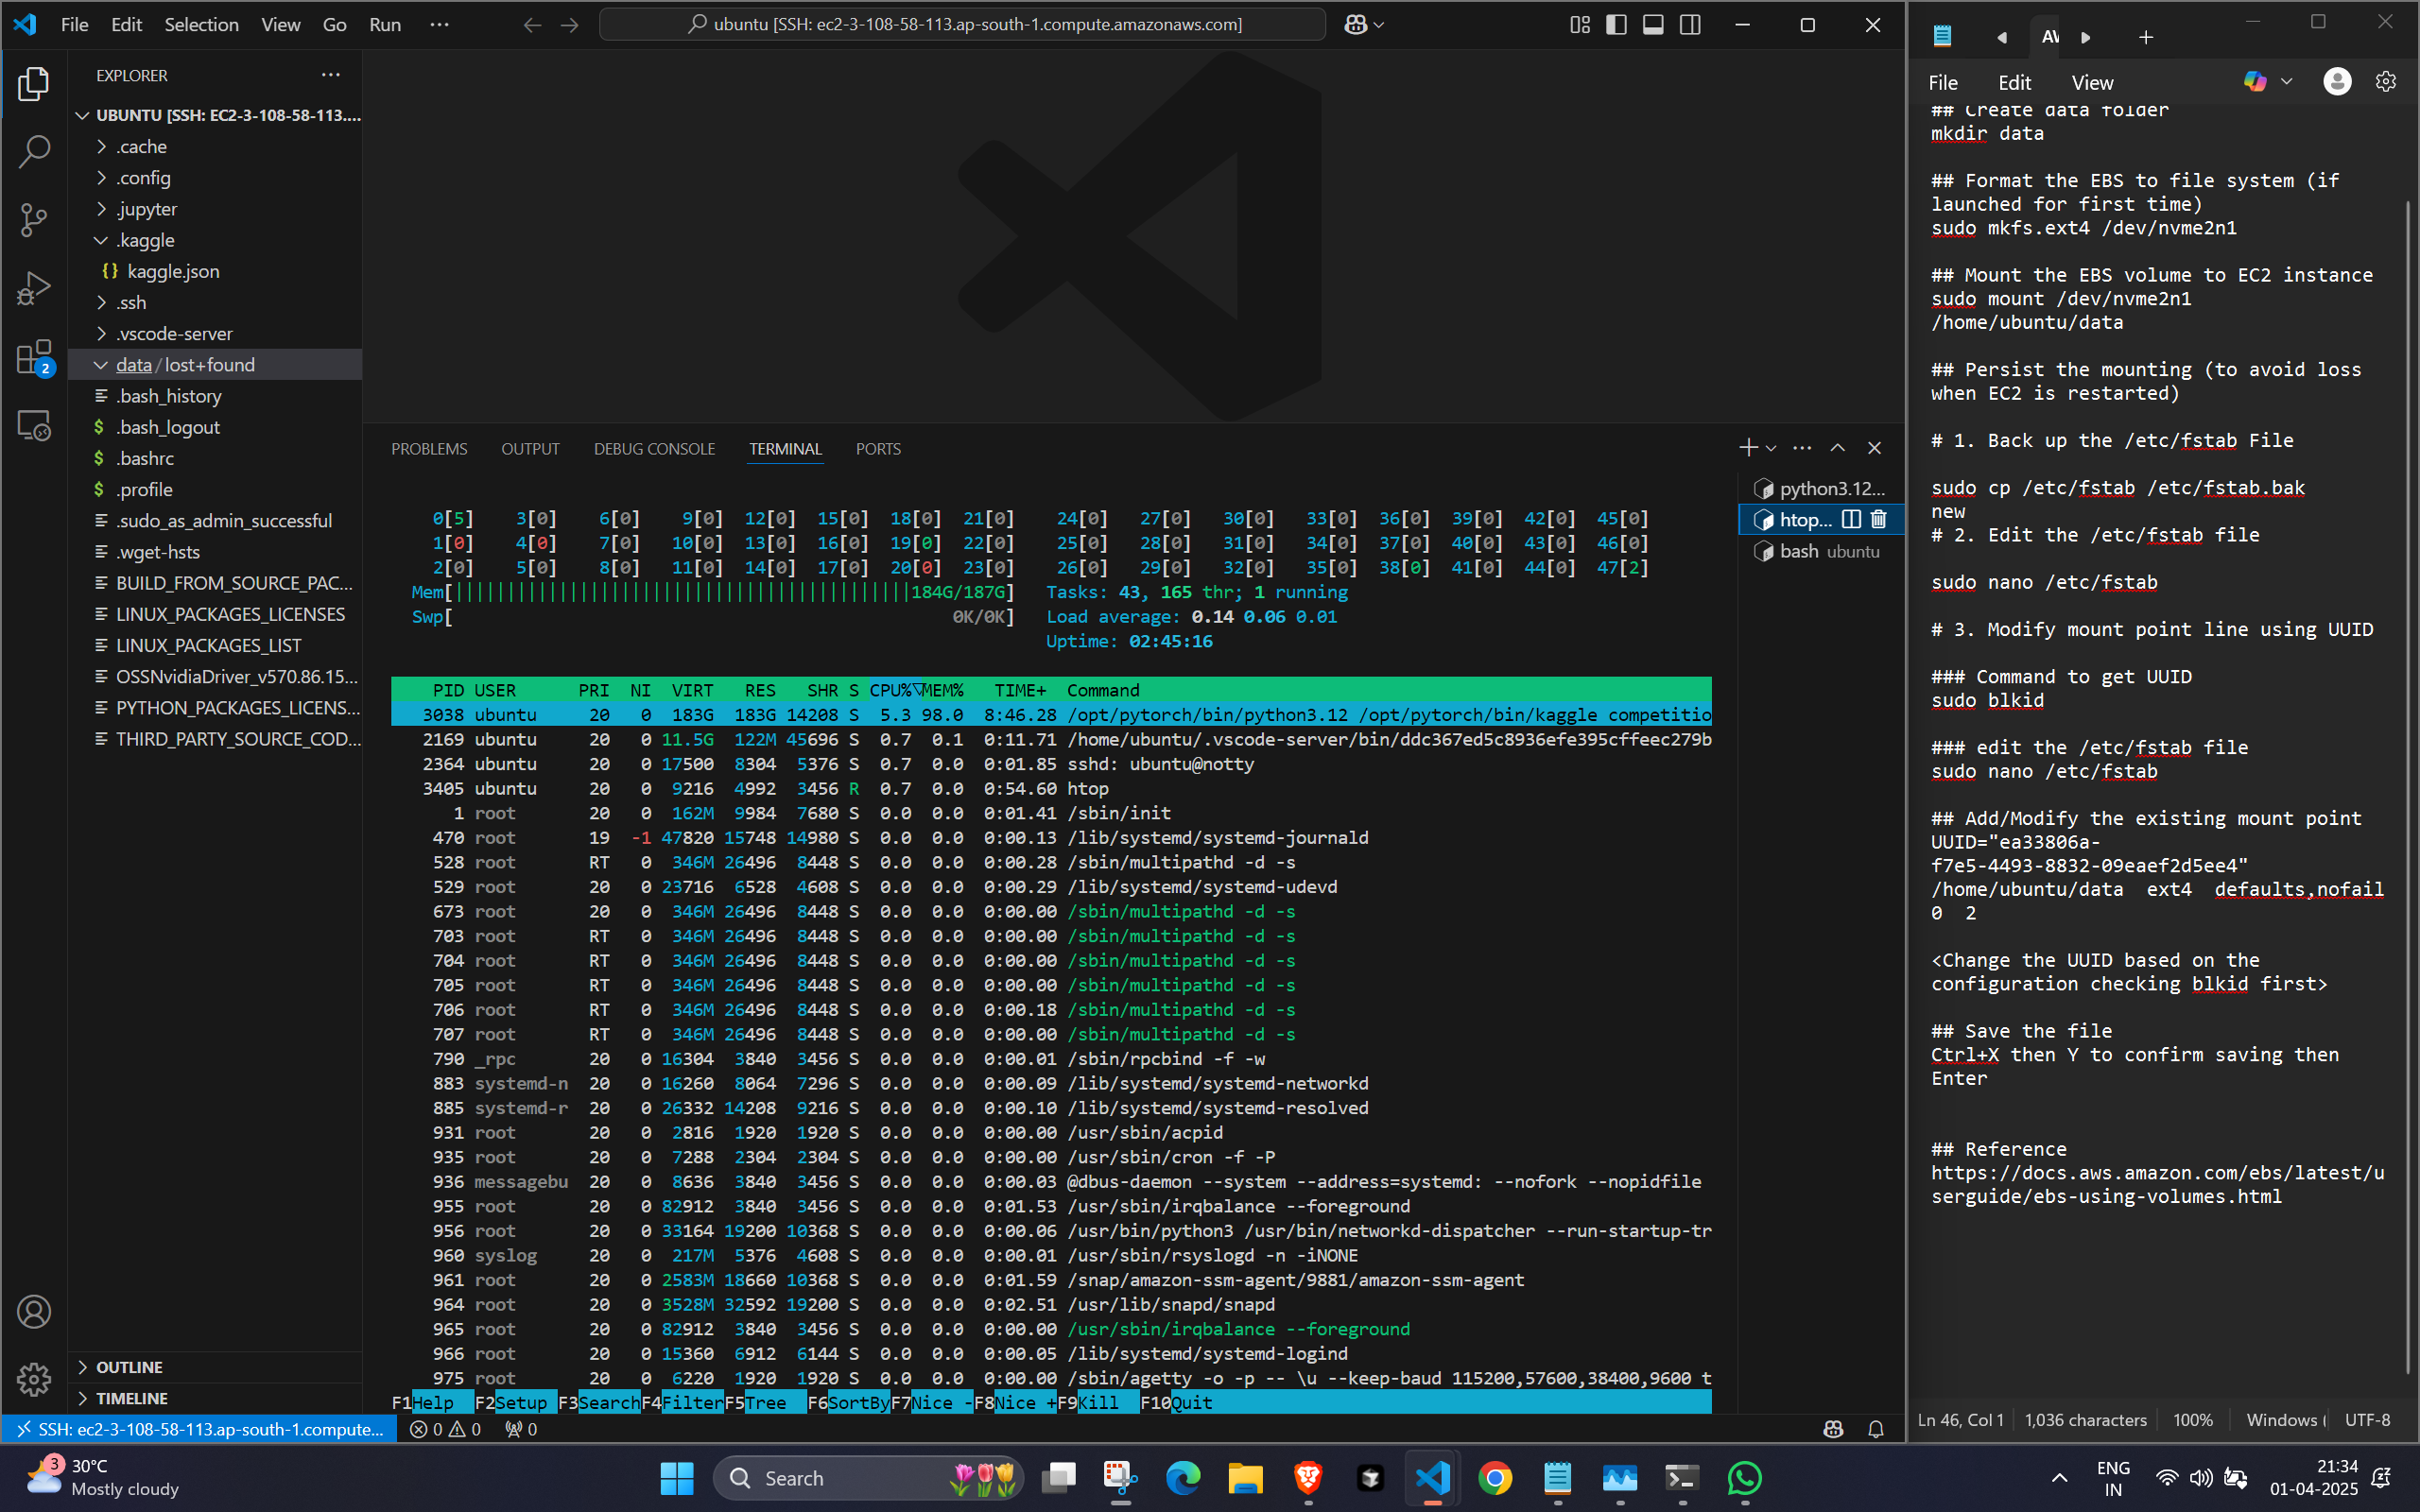 File Edit Selection View Go Run ···
ubuntu [SSH: ec2-3-108-58-113.ap-south-1.compute.amazonaws.com]
EXPLORER
UBUNTU [SSH: EC2-3-108-58-113....
.cache
.config
.jupyter
.kaggle
{} kaggle.json
.ssh
.vscode-server
data/lost+found
.bash_history
$ .bash_logout
$ .bashrc
$ .profile
.sudo_as_admin_successful
.wget-hsts
BUILD_FROM_SOURCE_PAC...
LINUX_PACKAGES_LICENSES
LINUX_PACKAGES_LIST
OSSNvidiaDriver_v570.86.15...
PYTHON_PACKAGES_LICENS...
THIRD_PARTY_SOURCE_COD...
2
OUTLINE
TIMELINE
PROBLEMS OUTPUT DEBUG CONSOLE TERMINAL PORTS
python3.12...
htop...
bash ubuntu
0[5] 3[0] 6[0] 9[0] 12[0] 15[0] 18[0] 21[0] 24[0] 27[0] 30[0] 33[0] 36[0] 39[0] 42[0] 45[0]
1[0] 4[0] 7[0] 10[0] 13[0] 16[0] 19[0] 22[0] 25[0] 28[0] 31[0] 34[0] 37[0] 40[0] 43[0] 46[0]
2[0] 5[0] 8[0] 11[0] 14[0] 17[0] 20[0] 23[0] 26[0] 29[0] 32[0] 35[0] 38[0] 41[0] 44[0] 47[2]
Mem[||||||||||||||||||||||||||||||||||||||||||||184G/187G] Tasks: 43, 165 thr; 1 running
Swp[ 0K/0K] Load average: 0.14 0.06 0.01
Uptime: 02:45:16
PID USER PRI NI VIRT RES SHR S CPU%▽MEM% TIME+ Command
3038 ubuntu 20 0 183G 183G 14208 S 5.3 98.0 8:46.28 /opt/pytorch/bin/python3.12 /opt/pytorch/bin/kaggle competitio
2169 ubuntu 20 0 11.5G 122M 45696 S 0.7 0.1 0:11.71 /home/ubuntu/.vscode-server/bin/ddc367ed5c8936efe395cffeec279b
2364 ubuntu 20 0 17500 8304 5376 S 0.7 0.0 0:01.85 sshd: ubuntu@notty
3405 ubuntu 20 0 9216 4992 3456 R 0.7 0.0 0:54.60 htop
1 root 20 0 162M 9984 7680 S 0.0 0.0 0:01.41 /sbin/init
470 root 19 -1 47820 15748 14980 S 0.0 0.0 0:00.13 /lib/systemd/systemd-journald
528 root RT 0 346M 26496 8448 S 0.0 0.0 0:00.28 /sbin/multipathd -d -s
529 root 20 0 23716 6528 4608 S 0.0 0.0 0:00.29 /lib/systemd/systemd-udevd
673 root 20 0 346M 26496 8448 S 0.0 0.0 0:00.00 /sbin/multipathd -d -s
703 root RT 0 346M 26496 8448 S 0.0 0.0 0:00.00 /sbin/multipathd -d -s
704 root RT 0 346M 26496 8448 S 0.0 0.0 0:00.00 /sbin/multipathd -d -s
705 root RT 0 346M 26496 8448 S 0.0 0.0 0:00.00 /sbin/multipathd -d -s
706 root RT 0 346M 26496 8448 S 0.0 0.0 0:00.18 /sbin/multipathd -d -s
707 root RT 0 346M 26496 8448 S 0.0 0.0 0:00.00 /sbin/multipathd -d -s
790 _rpc 20 0 16304 3840 3456 S 0.0 0.0 0:00.01 /sbin/rpcbind -f -w
883 systemd-n 20 0 16260 8064 7296 S 0.0 0.0 0:00.09 /lib/systemd/systemd-networkd
885 systemd-r 20 0 26332 14208 9216 S 0.0 0.0 0:00.10 /lib/systemd/systemd-resolved
931 root 20 0 2816 1920 1920 S 0.0 0.0 0:00.00 /usr/sbin/acpid
935 root 20 0 7288 2304 2304 S 0.0 0.0 0:00.00 /usr/sbin/cron -f -P
936 messagebu 20 0 8636 3840 3456 S 0.0 0.0 0:00.03 @dbus-daemon --system --address=systemd: --nofork --nopidfile
955 root 20 0 82912 3840 3456 S 0.0 0.0 0:01.53 /usr/sbin/irqbalance --foreground
956 root 20 0 33164 19200 10368 S 0.0 0.0 0:00.06 /usr/bin/python3 /usr/bin/networkd-dispatcher --run-startup-tr
960 syslog 20 0 217M 5376 4608 S 0.0 0.0 0:00.01 /usr/sbin/rsyslogd -n -iNONE
961 root 20 0 2583M 18660 10368 S 0.0 0.0 0:01.59 /snap/amazon-ssm-agent/9881/amazon-ssm-agent
964 root 20 0 3528M 32592 19200 S 0.0 0.0 0:02.51 /usr/lib/snapd/snapd
965 root 20 0 82912 3840 3456 S 0.0 0.0 0:00.00 /usr/sbin/irqbalance --foreground
966 root 20 0 15360 6912 6144 S 0.0 0.0 0:00.05 /lib/systemd/systemd-logind
975 root 20 0 6220 1920 1920 S 0.0 0.0 0:00.00 /sbin/agetty -o -p -- \u --keep-baud 115200,57600,38400,9600 t
F1Help F2Setup F3SearchF4FilterF5Tree F6SortByF7Nice -F8Nice +F9Kill F10Quit
SSH: ec2-3-108-58-113.ap-south-1.compute... 0 0 0
AW
File Edit View
## Create data folder
mkdir data
## Format the EBS to file system (if
launched for first time)
sudo mkfs.ext4 /dev/nvme2n1
## Mount the EBS volume to EC2 instance
sudo mount /dev/nvme2n1
/home/ubuntu/data
## Persist the mounting (to avoid loss
when EC2 is restarted)
# 1. Back up the /etc/fstab File
sudo cp /etc/fstab /etc/fstab.bak
new
# 2. Edit the /etc/fstab file
sudo nano /etc/fstab
# 3. Modify mount point line using UUID
### Command to get UUID
sudo blkid
### edit the /etc/fstab file
sudo nano /etc/fstab
## Add/Modify the existing mount point
UUID="ea33806a-
f7e5-4493-8832-09eaef2d5ee4"
/home/ubuntu/data ext4 defaults,nofail
0 2
<Change the UUID based on the
configuration checking blkid first>
## Save the file
Ctrl+X then Y to confirm saving then
Enter
## Reference
https://docs.aws.amazon.com/ebs/latest/u
serguide/ebs-using-volumes.html
Ln 46, Col 1 1,036 characters 100% Windows ( UTF-8
3
30°C
Mostly cloudy
Search
ENG
IN
21:34
01-04-2025